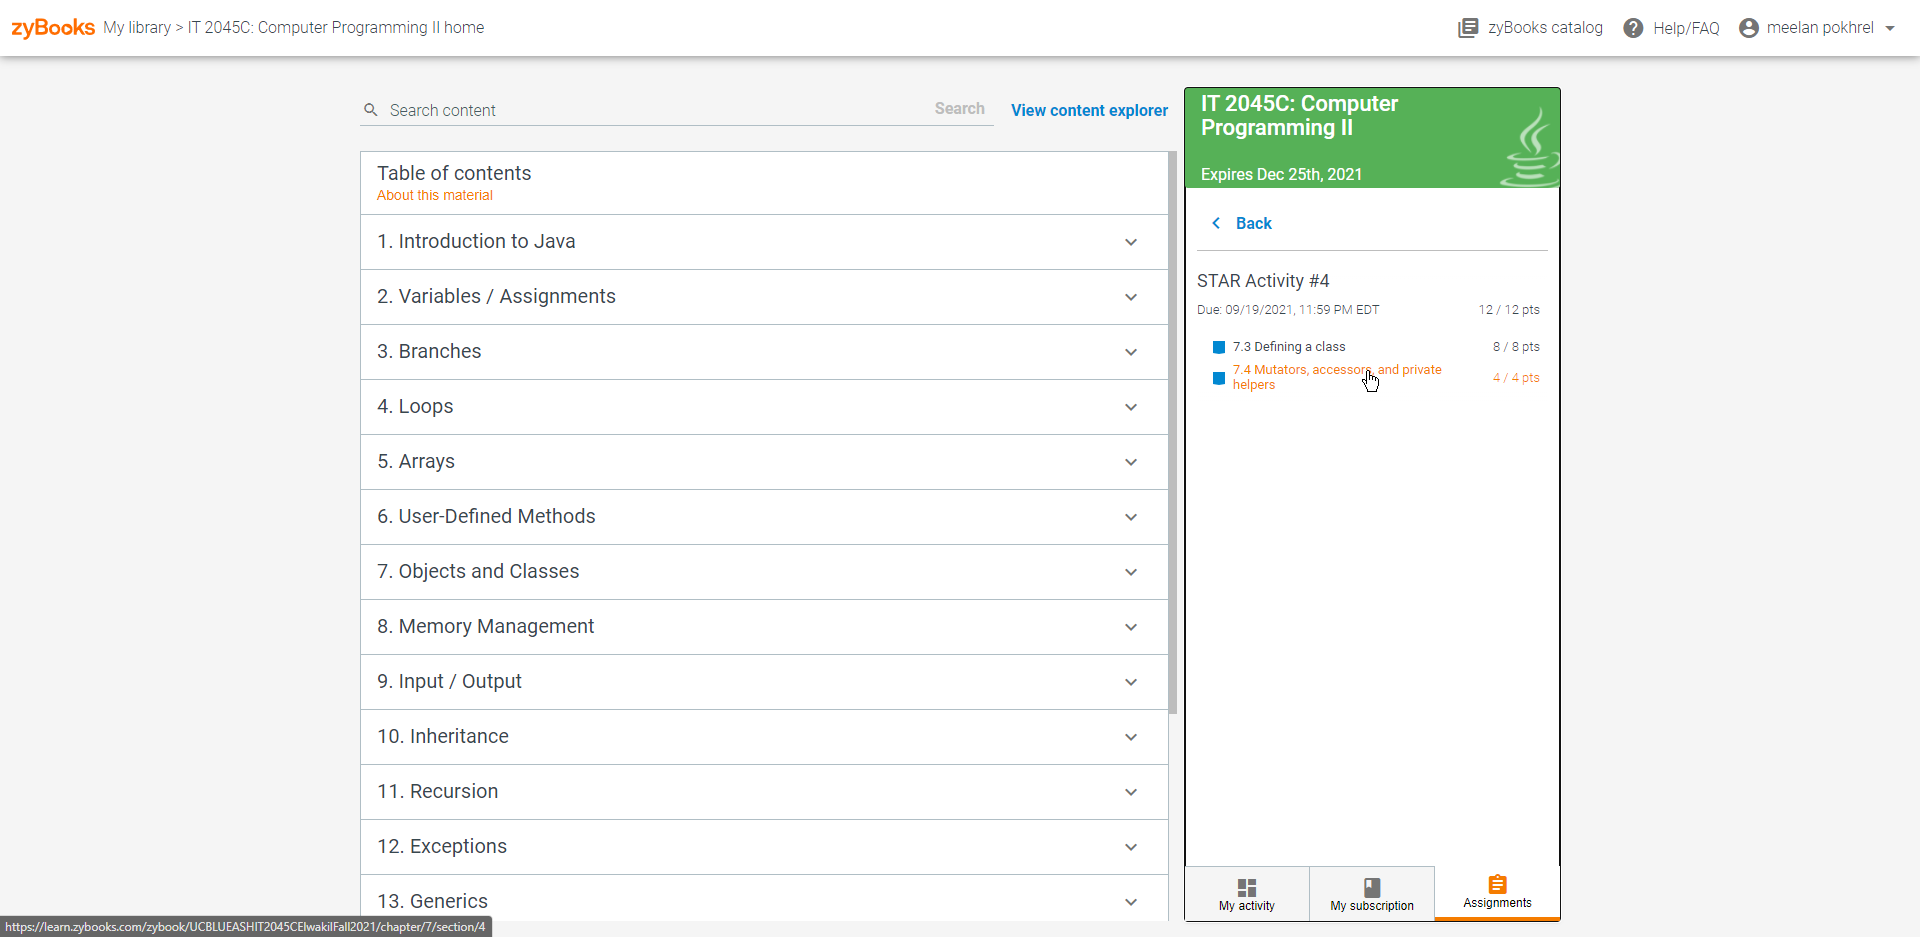 zyBooks My library > IT 2045C: Computer Programming II home
zyBooks catalog
Help/FAQ
meelan pokhrel
Search content
Search
View content explorer
Table of contents
About this material
1. Introduction to Java
2. Variables / Assignments
3. Branches
4. Loops
5. Arrays
6. User-Defined Methods
7. Objects and Classes
8. Memory Management
9. Input / Output
10. Inheritance
11. Recursion
12. Exceptions
13. Generics
IT 2045C: Computer
Programming II
Expires Dec 25th, 2021
Back
STAR Activity #4
Due: 09/19/2021, 11:59 PM EDT
12 / 12 pts
7.3 Defining a class
8 / 8 pts
7.4 Mutators, accessors, and private
helpers
4 / 4 pts
My activity
My subscription
Assignments
https://learn.zybooks.com/zybook/UCBLUEASHIT2045CElwakilFall2021/chapter/7/section/4